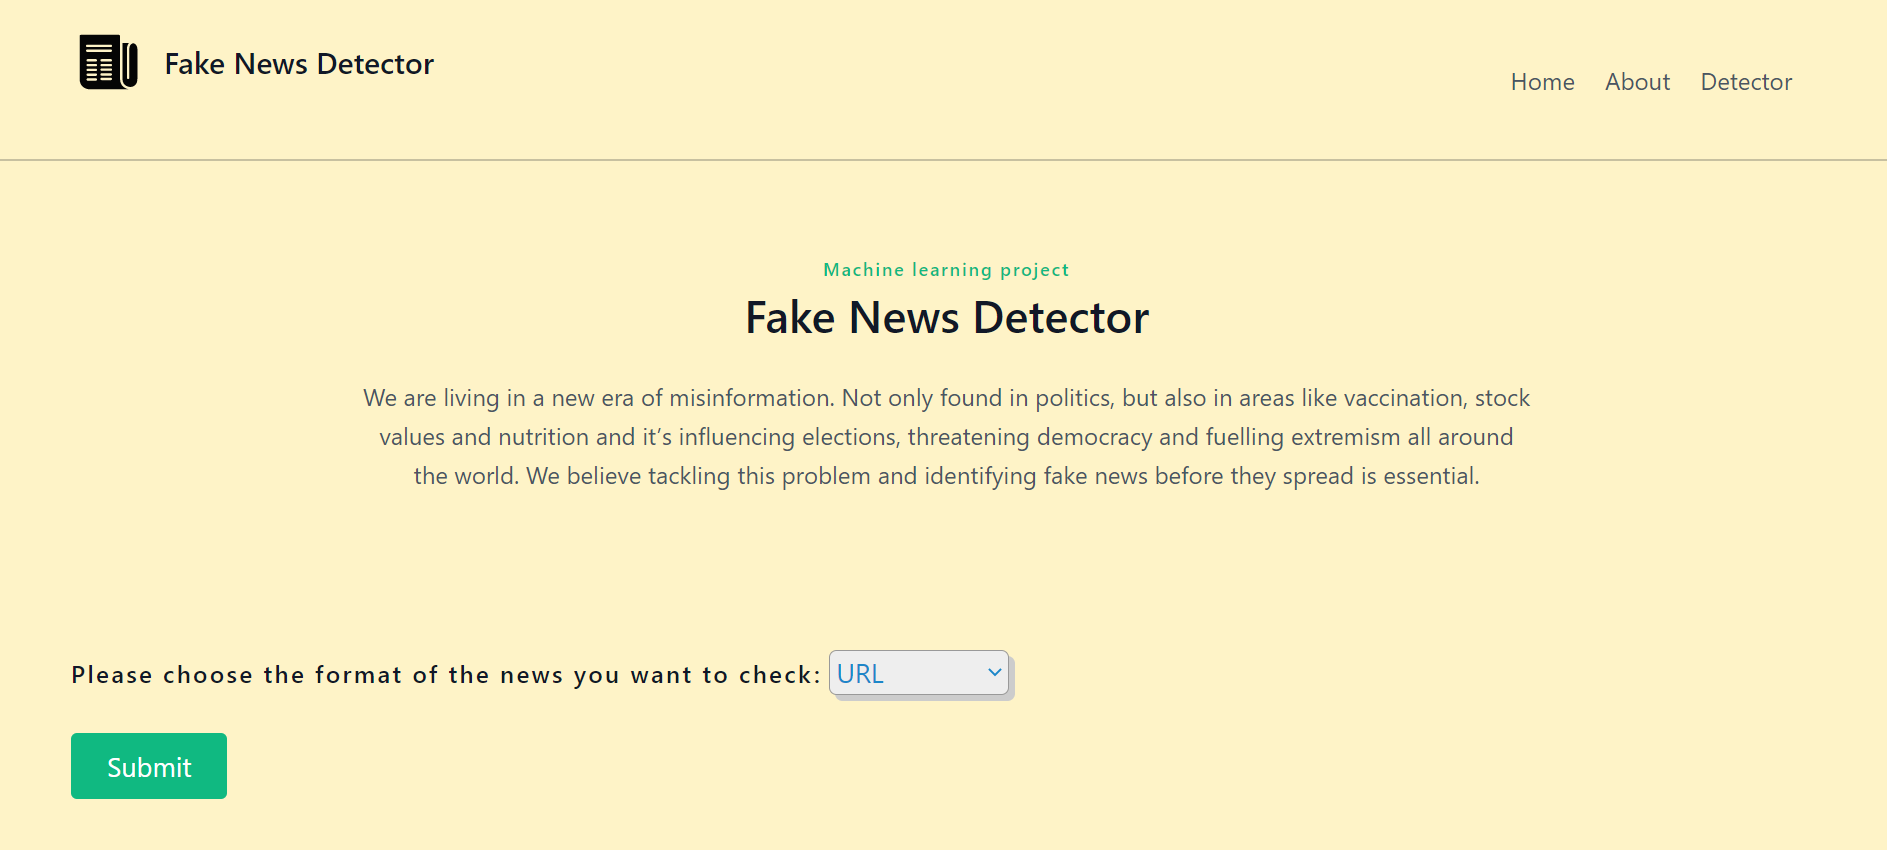 Fake News Detector
Home About Detector
Machine learning project
Fake News Detector
We are living in a new era of misinformation. Not only found in politics, but also in areas like vaccination, stock
values and nutrition and it’s influencing elections, threatening democracy and fuelling extremism all around
the world. We believe tackling this problem and identifying fake news before they spread is essential.
Please choose the format of the news you want to check: URL
Submit